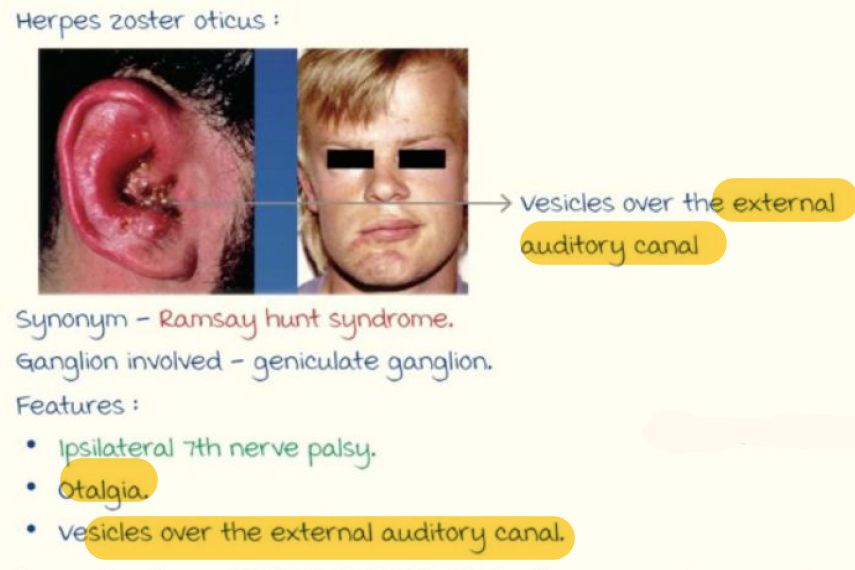 Herpes zoster oticus :
vesicles over the external
auditory canal
Synonym - Ramsay hunt syndrome.
Ganglion involved - geniculate ganglion.
Features :
• Ipsilateral 7th nerve palsy.
• Otalgia.
• vesicles over the external auditory canal.